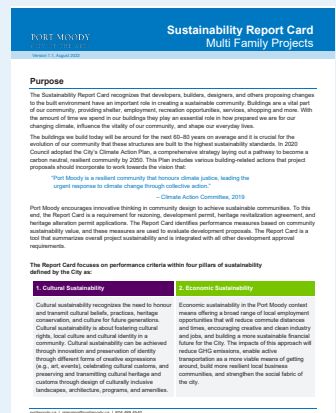 PORT MOODY
CITY OF THE ARTS
Sustainability Report Card
Multi Family Projects
Version 1.1, August 2022
Purpose
The Sustainability Report Card recognizes that developers, builders, designers, and others proposing changes
to the built environment have an important role in creating a sustainable community. Buildings are a vital part
of our community, providing shelter, employment, recreation opportunities, services, shopping and more. With
the amount of time we spend in our buildings they play an essential role in how prepared we are for our
changing climate, influence the vitality of our community, and shape our everyday lives.
The buildings we build today will be around for the next 60–80 years on average and it is crucial for the
evolution of our community that these structures are built to the highest sustainability standards. In 2020
Council adopted the City's Climate Action Plan, a comprehensive strategy laying out a pathway to become a
carbon neutral, resilient community by 2050. This Plan includes various building-related actions that project
proposals should incorporate to work towards the vision that:
"Port Moody is a resilient community that honours climate justice, leading the
urgent response to climate change through collective action."
– Climate Action Committee, 2019
Port Moody encourages innovative thinking in community design to achieve sustainable communities. To this
end, the Report Card is a requirement for rezoning, development permit, heritage revitalization agreement, and
heritage alteration permit applications. The Report Card identifies performance measures based on community
sustainability value, and these measures are used to evaluate development proposals. The Report Card is a
tool that summarizes overall project sustainability and is integrated with all other development approval
requirements.
The Report Card focuses on performance criteria within four pillars of sustainability
defined by the City as:
1. Cultural Sustainability
2. Economic Sustainability
Cultural sustainability recognizes the need to honour
and transmit cultural beliefs, practices, heritage
conservation, and culture for future generations.
Cultural sustainability is about fostering cultural
rights, local culture and cultural identity in a
community. Cultural sustainability can be achieved
through innovation and preservation of identity
through different forms of creative expressions
(e.g., art, events), celebrating cultural customs, and
preserving and transmitting cultural heritage and
customs through design of culturally inclusive
landscapes, architecture, programs, and amenities.
Economic sustainability in the Port Moody context
means offering a broad range of local employment
opportunities that will reduce commute distances
and times, encouraging creative and clean industry
and jobs, and building a more sustainable financial
future for the City. The impacts of this approach will
reduce GHG emissions, enable active
transportation as a more viable means of getting
around, build more resilient local business
communities, and strengthen the social fabric of
the city.